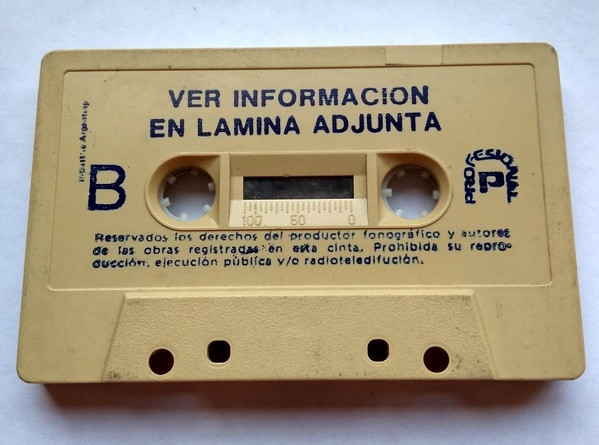 VER INFORMACION
EN LAMINA ADJUNTA
Industria Argentina
B
PROFESIONAL
P
100 50 0
Reservados los derechos del productor fonográfico y autores
de las obras registradas en esta cinta. Prohibida su repro-
ducción, ejecución pública y/o radioteledifución.